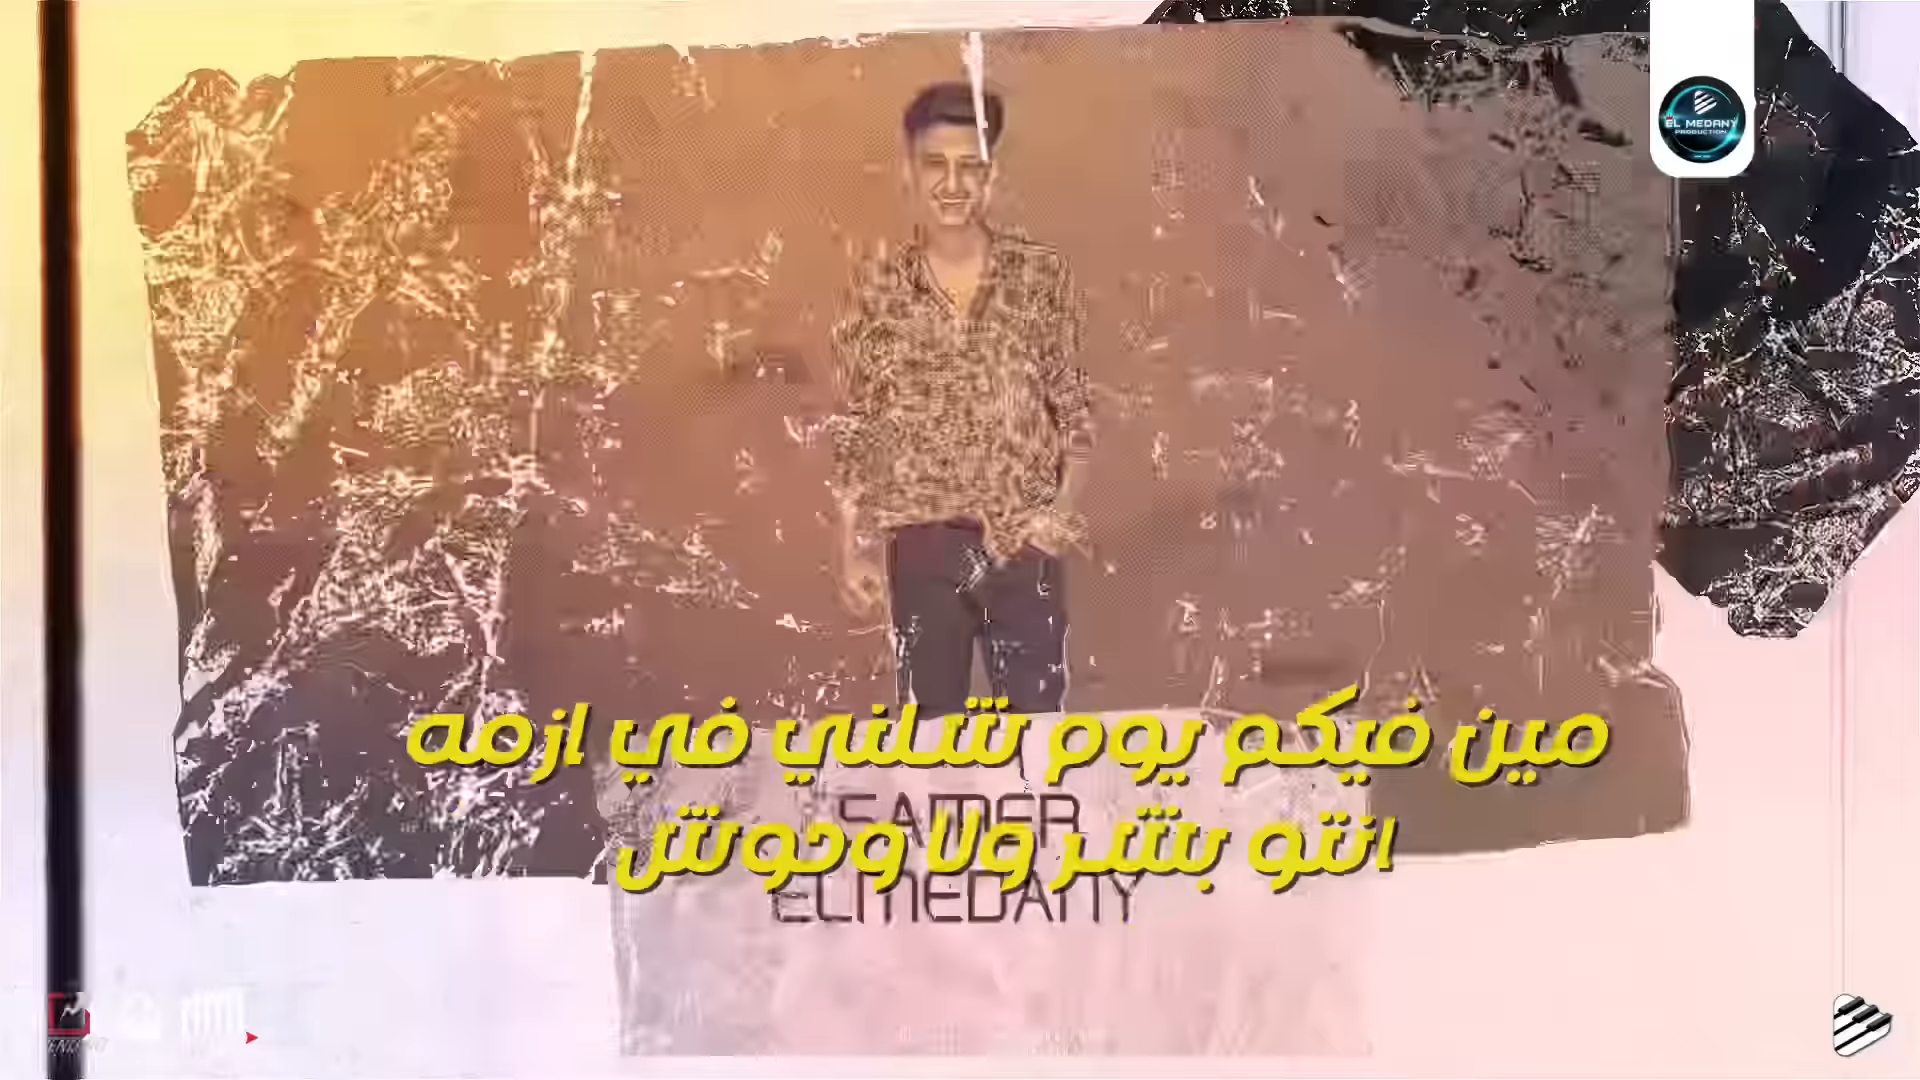 EL MEDANY
PRODUCTION
مين فيكم يوم شلني في ازمه
SAMER
انتو بشر ولا وحوش
ELMEDANY